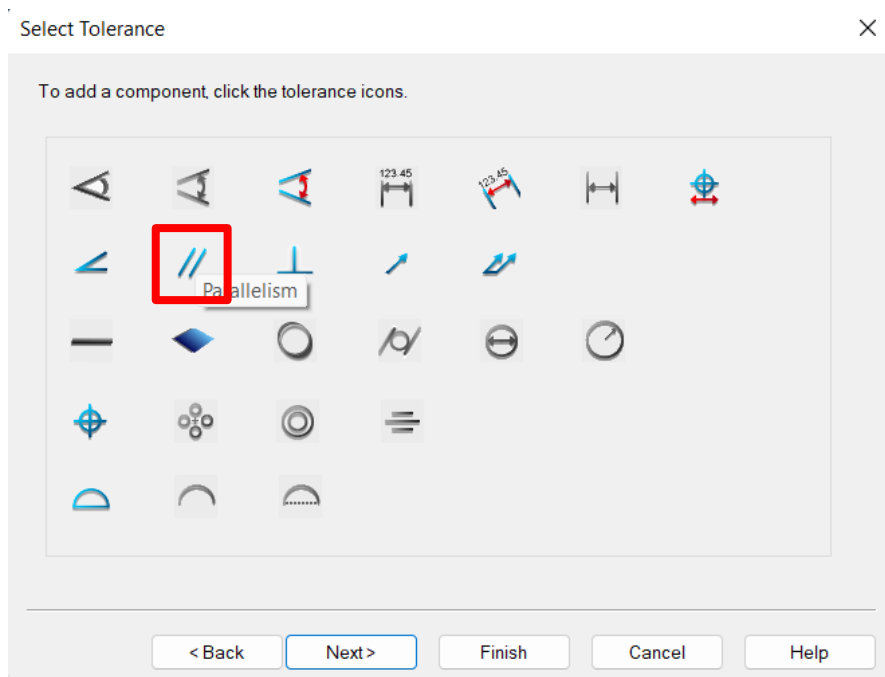 Select Tolerance
To add a component, click the tolerance icons.
123.45
123.45
Parallelism
< Back
Next >
Finish
Cancel
Help